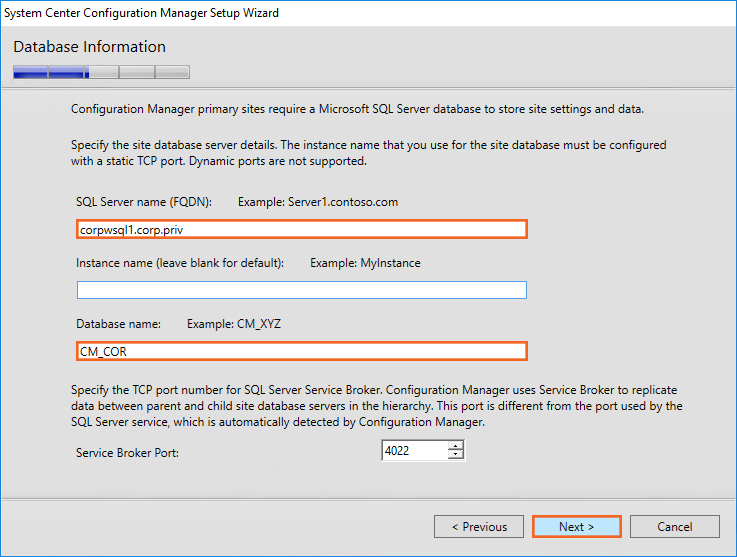 System Center Configuration Manager Setup Wizard
Database Information
Configuration Manager primary sites require a Microsoft SQL Server database to store site settings and data.
Specify the site database server details. The instance name that you use for the site database must be configured
with a static TCP port. Dynamic ports are not supported.
SQL Server name (FQDN): Example: Server1.contoso.com
corpwsql1.corp.priv
Instance name (leave blank for default): Example: MyInstance
Database name: Example: CM_XYZ
CM_COR
Specify the TCP port number for SQL Server Service Broker. Configuration Manager uses Service Broker to replicate
data between parent and child site database servers in the hierarchy. This port is different from the port used by the
SQL Server service, which is automatically detected by Configuration Manager.
Service Broker Port: 4022
< Previous Next > Cancel